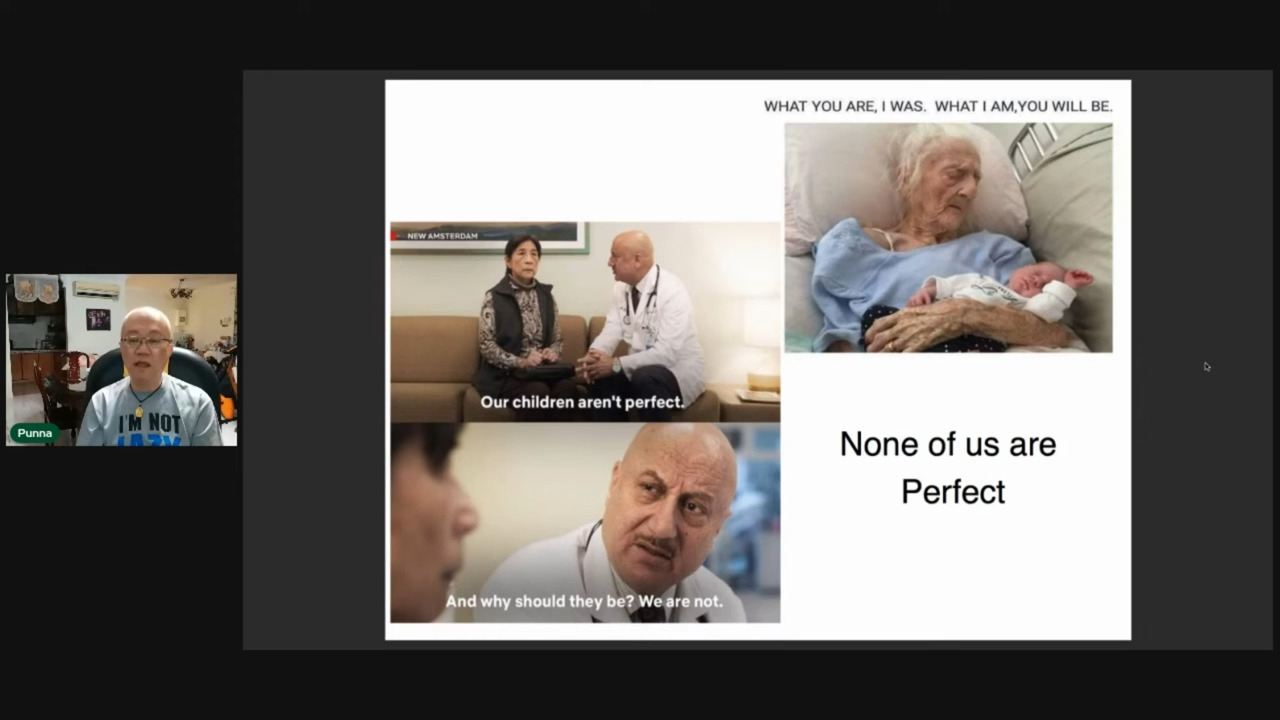 WHAT YOU ARE, I WAS. WHAT I AM,YOU WILL BE.
NEW AMSTERDAM
Our children aren't perfect.
And why should they be? We are not.
None of us are
Perfect
I'M NOT
LAZY
Punna